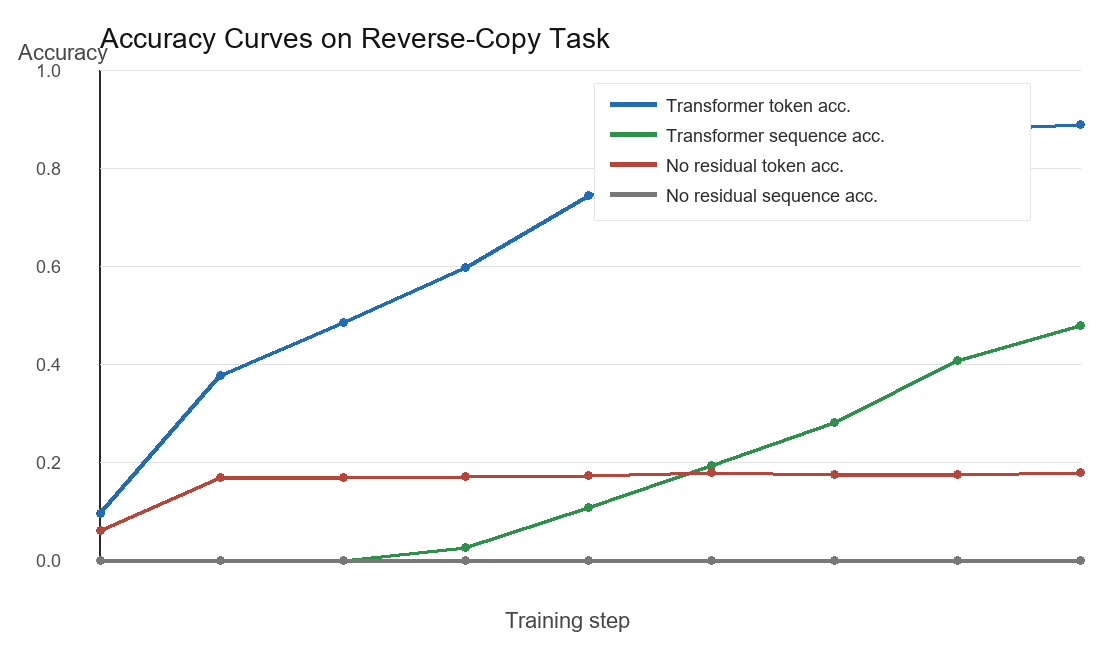 Accuracy Curves on Reverse-Copy Task
Accuracy
1.0
Transformer token acc.
Transformer sequence acc.
0.8
No residual token acc.
No residual sequence acc.
0.6
0.4
0.2
0.0
Training step